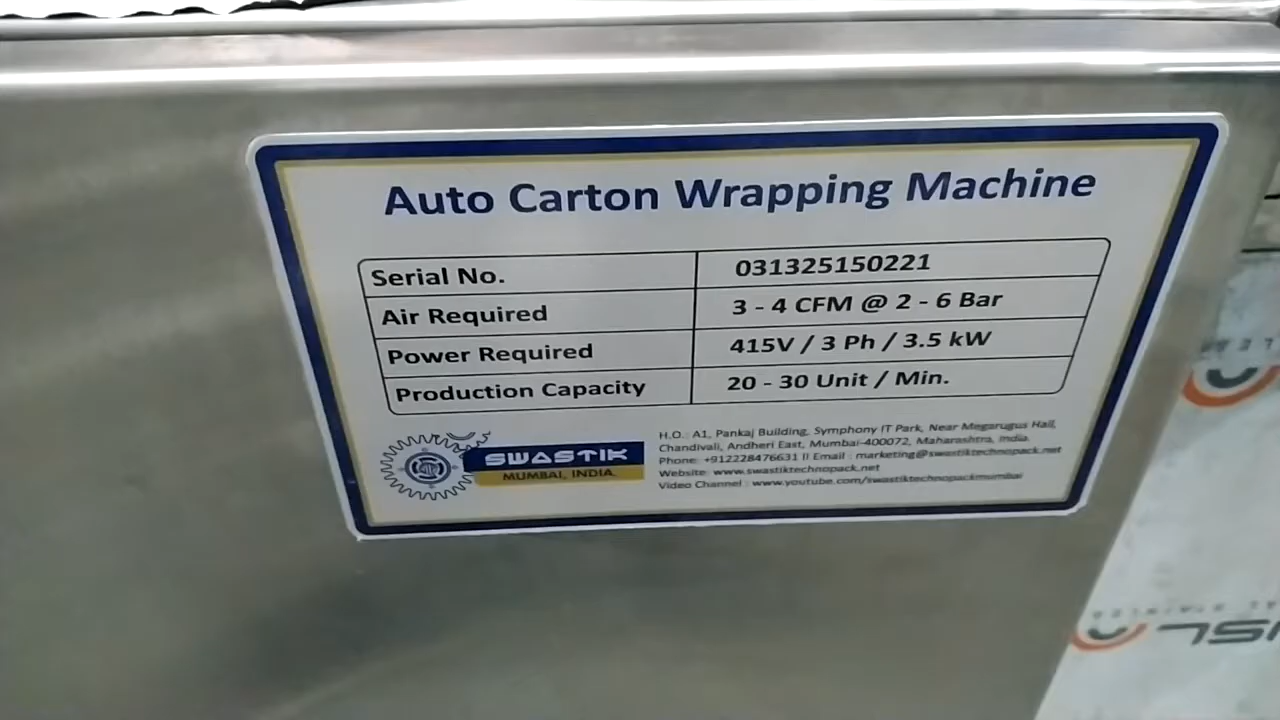 Auto Carton Wrapping Machine
Serial No. 031325150221
Air Required 3 - 4 CFM @ 2 - 6 Bar
Power Required 415V / 3 Ph / 3.5 kW
Production Capacity 20 - 30 Unit / Min.
SWASTIK
MUMBAI, INDIA.
H.O.: A1, Pankaj Building, Symphony IT Park, Near Megarugus Hall,
Chandivali, Andheri East, Mumbai-400072, Maharashtra, India.
Phone: +912228476631 II Email : marketing@swastiktechnopack.net
Website: www.swastiktechnopack.net
Video Channel : www.youtube.com/swastiktechnopackmumbai